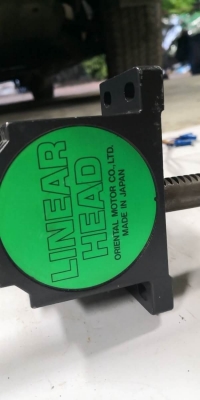 LINEAR
HEAD
ORIENTAL MOTOR CO.,LTD.
MADE IN JAPAN